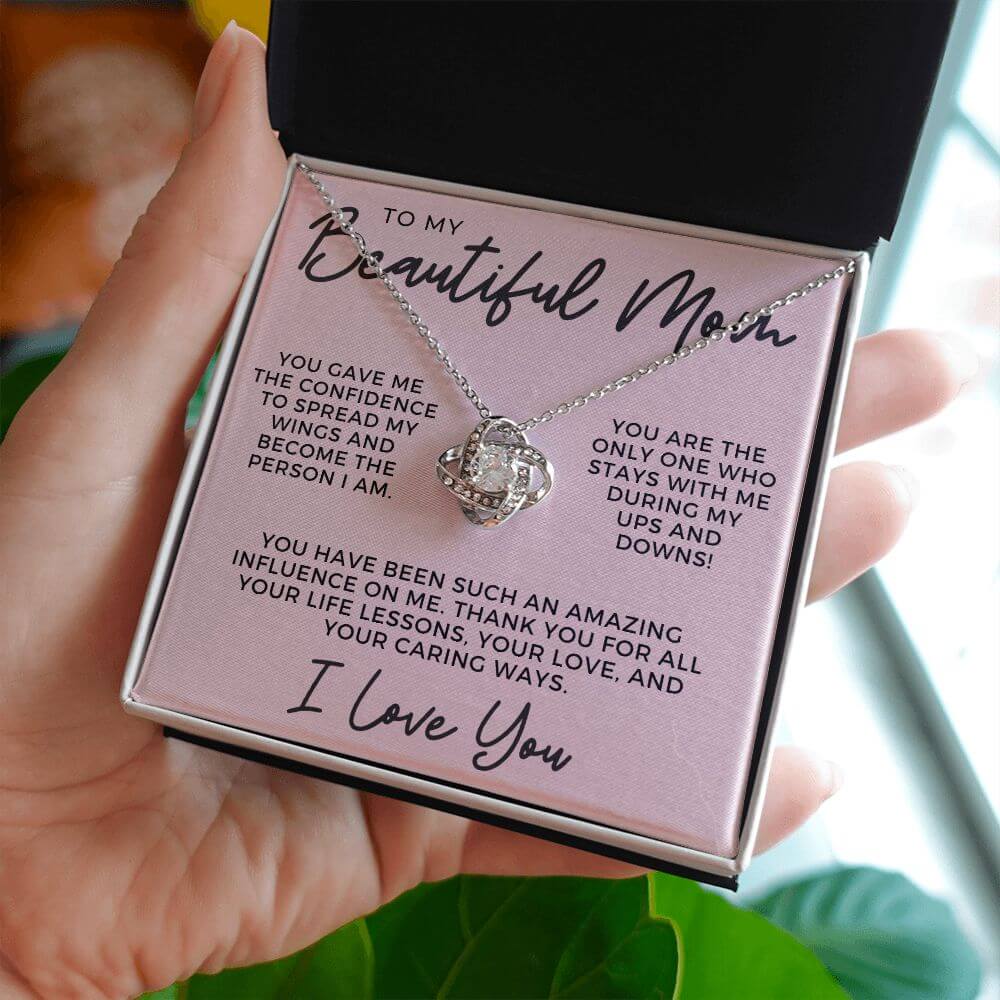 TO MY
Beautiful Mom
YOU GAVE ME
THE CONFIDENCE
TO SPREAD MY
WINGS AND
BECOME THE
PERSON I AM.
YOU ARE THE
ONLY ONE WHO
STAYS WITH ME
DURING MY
UPS AND
DOWNS!
YOU HAVE BEEN SUCH AN AMAZING
INFLUENCE ON ME. THANK YOU FOR ALL
YOUR LIFE LESSONS, YOUR LOVE, AND
YOUR CARING WAYS.
I Love You